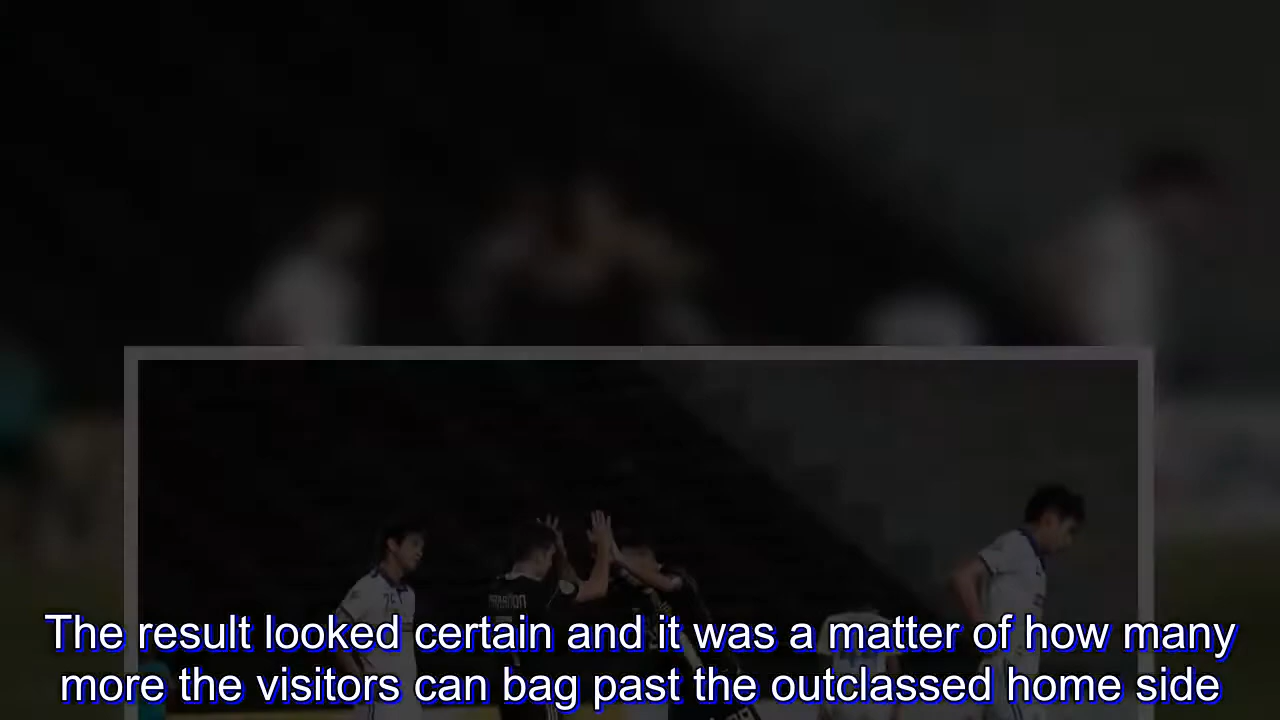 The result looked certain and it was a matter of how many
more the visitors can bag past the outclassed home side